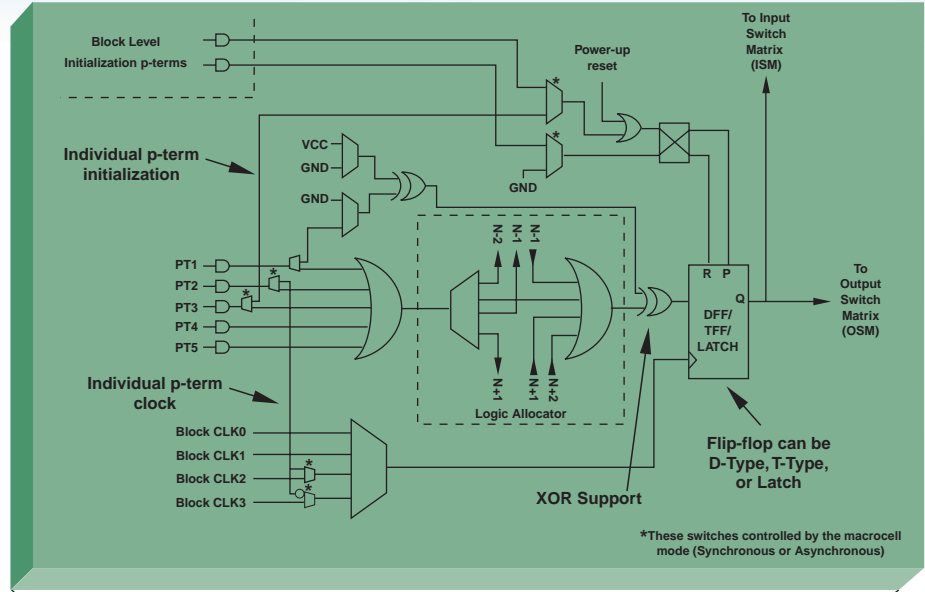 To Input
Switch
Matrix
(ISM)
Block Level
Initialization p-terms
Power-up
reset
*
*
VCC
GND
GND
GND
Individual p-term
initialization
N-2
N-1
N-1
PT1
PT2
*
PT3
*
PT4
PT5
R P
Q
DFF/
TFF/
LATCH
To
Output
Switch
Matrix
(OSM)
N+1
N+1
N+2
Logic Allocator
Individual p-term
clock
Block CLK0
Block CLK1
Block CLK2
*
Block CLK3
*
XOR Support
Flip-flop can be
D-Type, T-Type,
or Latch
*These switches controlled by the macrocell
mode (Synchronous or Asynchronous)